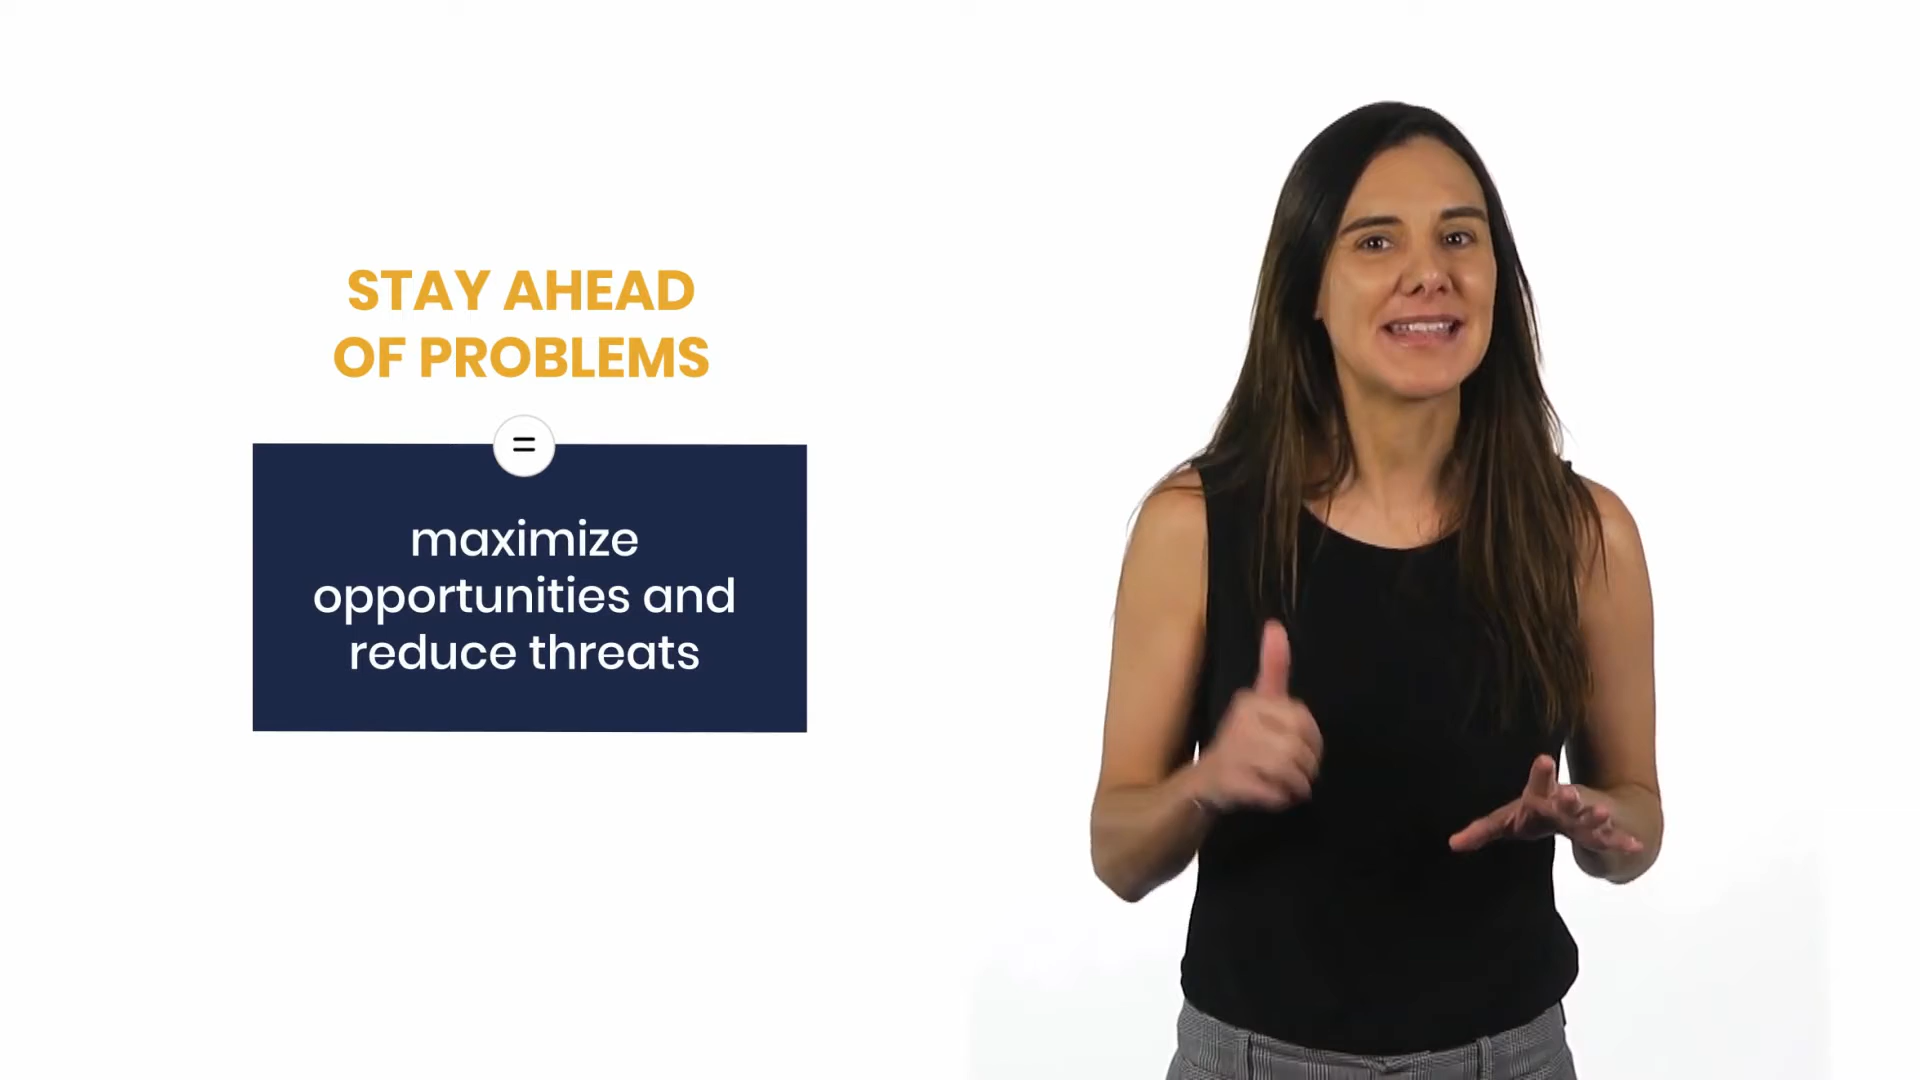 STAY AHEAD
OF PROBLEMS
=
maximize
opportunities and
reduce threats